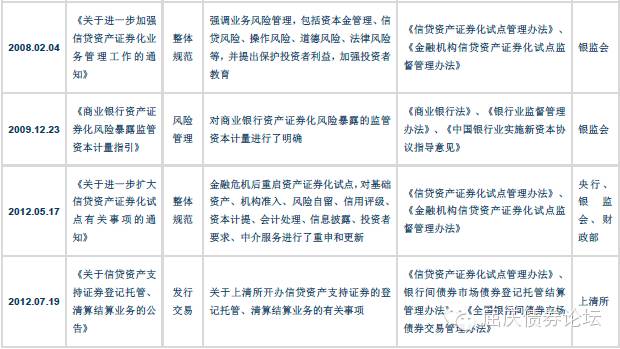 2008.02.04
《关于进一步加强
信贷资产证券化业
务管理工作的通
知》
整体
规范
强调业务风险管理，包括资本金管理、信
贷风险、操作风险、道德风险、法律风险
等，并提出保护投资者利益，加强投资者
教育
《信贷资产证券化试点管理办法》、
《金融机构信贷资产证券化试点监
督管理办法》
银监会
2009.12.23
《商业银行资产证
券化风险暴露监管
资本计量指引》
风险
管理
对商业银行资产证券化风险暴露的监管
资本计量进行了明确
《商业银行法》、《银行业监督管理
办法》、《中国银行业实施新资本协
议指导意见》
银监会
2012.05.17
《关于进一步扩大
信贷资产证券化试
点有关事项的通
知》
整体
规范
金融危机后重启资产证券化试点，对基础
资产、机构准入、风险自留、信用评级、
资本计提、会计处理、信息披露、投资者
要求、中介服务进行了重申和更新
《信贷资产证券化试点管理办法》、
《金融机构信贷资产证券化试点监
督管理办法》
央行、
银监
会、财
政部
2012.07.19
《关于信贷资产支
持证券登记托管、
清算结算业务的公
告》
发行
交易
关于上清所开办信贷资产支持证券的登
记托管、清算结算业务的有关事项
《信贷资产证券化试点管理办法》、
银行间债券市场债券登记托管结算
管理办法》、《全国银行间债券市场
债券交易管理办法》
上清所
屈庆债券论坛